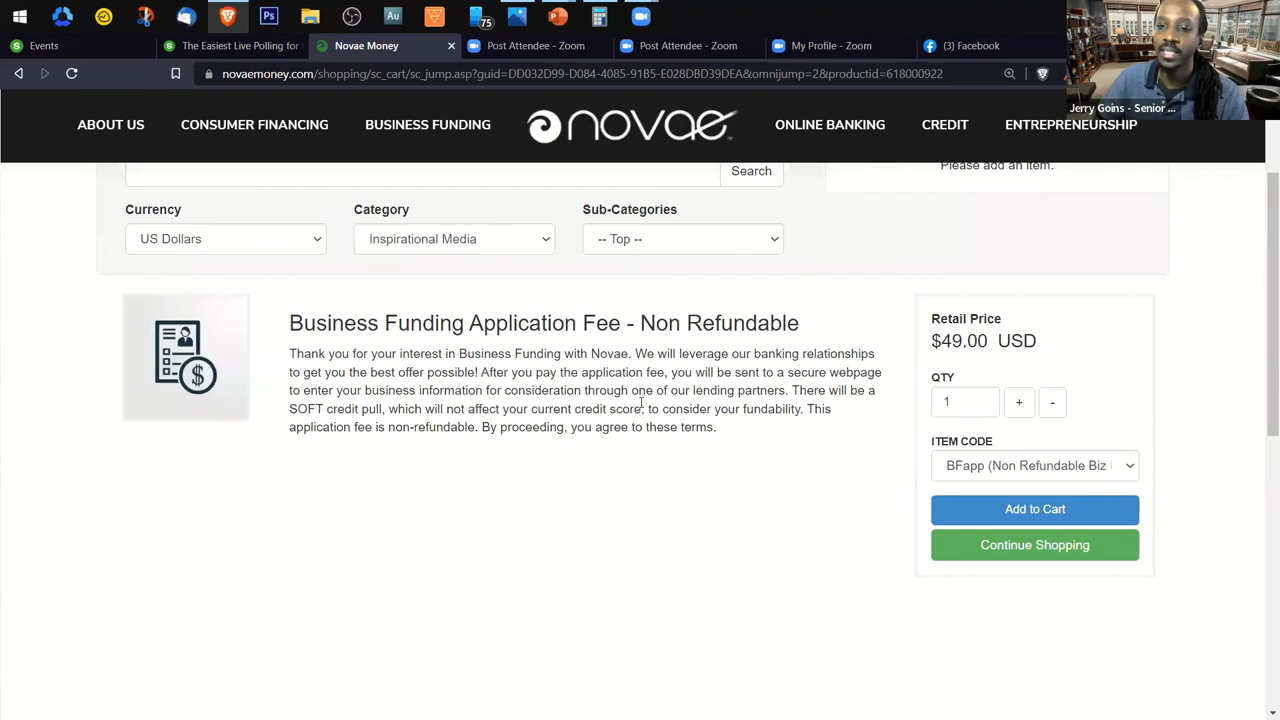 75
Events
The Easiest Live Polling for
Novae Money
Post Attendee - Zoom
Post Attendee - Zoom
My Profile - Zoom
(3) Facebook
novaemoney.com/shopping/sc_cart/sc_jump.asp?guid=DD032D99-D084-4085-91B5-E028DBD39DEA&omnijump=2&productid=618000922
Jerry Goins - Senior ...
ABOUT US
CONSUMER FINANCING
BUSINESS FUNDING
novae
ONLINE BANKING
CREDIT
ENTREPRENEURSHIP
Search
Please add an item.
Currency
Category
Sub-Categories
US Dollars
Inspirational Media
-- Top --
Business Funding Application Fee - Non Refundable
Thank you for your interest in Business Funding with Novae. We will leverage our banking relationships
to get you the best offer possible! After you pay the application fee, you will be sent to a secure webpage
to enter your business information for consideration through one of our lending partners. There will be a
SOFT credit pull, which will not affect your current credit score, to consider your fundability. This
application fee is non-refundable. By proceeding, you agree to these terms.
Retail Price
$49.00 USD
QTY
1
+
-
ITEM CODE
BFapp (Non Refundable Biz
Add to Cart
Continue Shopping